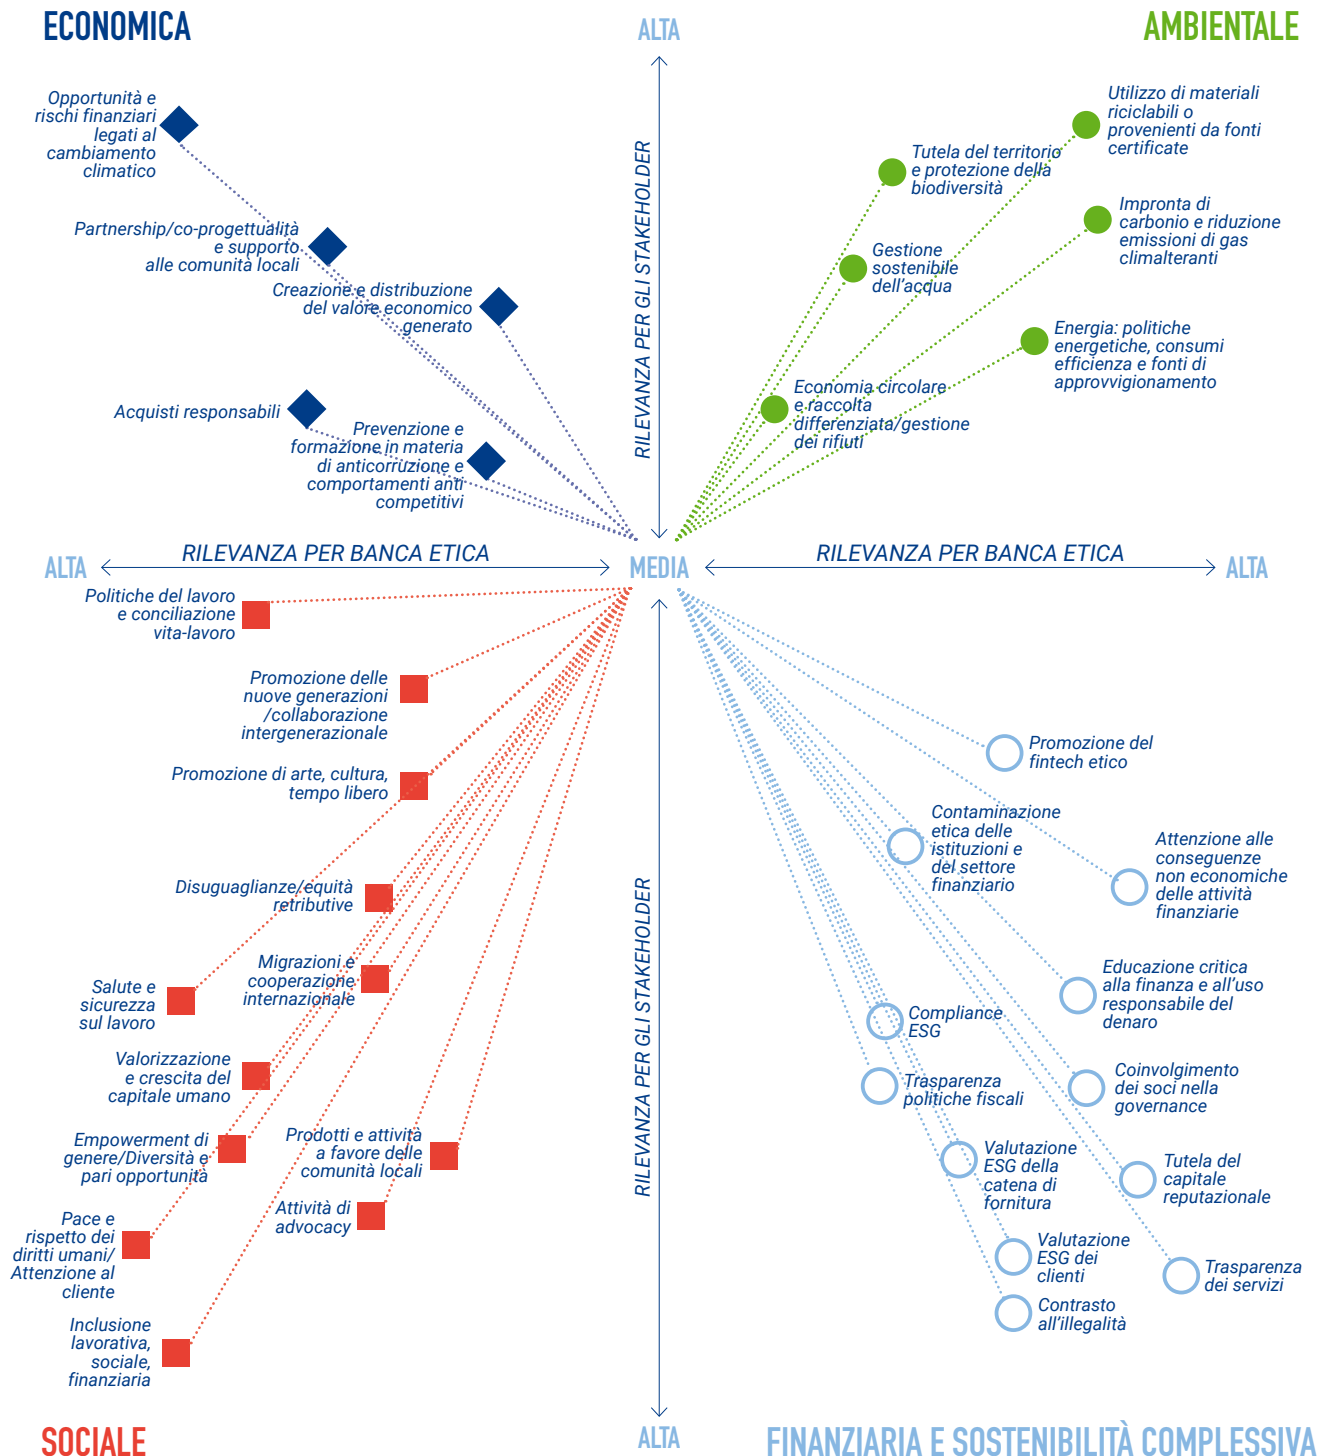 ECONOMICA
ALTA
AMBIENTALE
Opportunità e
rischi finanziari
legati al
cambiamento
climatico
Partnership/co-progettualità
e supporto
alle comunità locali
Creazione e distribuzione
del valore economico
generato
Acquisti responsabili
Prevenzione e
formazione in materia
di anticorruzione e
comportamenti anti
competitivi
RILEVANZA PER GLI STAKEHOLDER
Utilizzo di materiali
riciclabili o
provenienti da fonti
certificate
Tutela del territorio
e protezione della
biodiversità
Impronta di
carbonio e riduzione
emissioni di gas
climalteranti
Gestione
sostenibile
dell'acqua
Energia: politiche
energetiche, consumi
efficienza e fonti di
approvvigionamento
Economia circolare
e raccolta
differenziata/gestione
dei rifiuti
ALTA
RILEVANZA PER BANCA ETICA
MEDIA
RILEVANZA PER BANCA ETICA
ALTA
Politiche del lavoro
e conciliazione
vita-lavoro
Promozione delle
nuove generazioni
/collaborazione
intergenerazionale
Promozione di arte, cultura,
tempo libero
Disuguaglianze/equità
retributive
Migrazioni e
cooperazione
internazionale
Salute e
sicurezza
sul lavoro
Valorizzazione
e crescita del
capitale umano
Empowerment di
genere/Diversità e
pari opportunità
Prodotti e attività
a favore delle
comunità locali
Attività di
advocacy
Pace e
rispetto dei
diritti umani/
Attenzione al
cliente
Inclusione
lavorativa,
sociale,
finanziaria
RILEVANZA PER GLI STAKEHOLDER
Promozione del
fintech etico
Contaminazione
etica delle
istituzioni e
del settore
finanziario
Attenzione alle
conseguenze
non economiche
delle attività
finanziarie
Educazione critica
alla finanza e all'uso
responsabile del
denaro
Compliance
ESG
Trasparenza
politiche fiscali
Coinvolgimento
dei soci nella
governance
Valutazione
ESG della
catena di
fornitura
Tutela del
capitale
reputazionale
Valutazione
ESG dei
clienti
Trasparenza
dei servizi
Contrasto
all'illegalità
SOCIALE
ALTA
FINANZIARIA E SOSTENIBILITÀ COMPLESSIVA